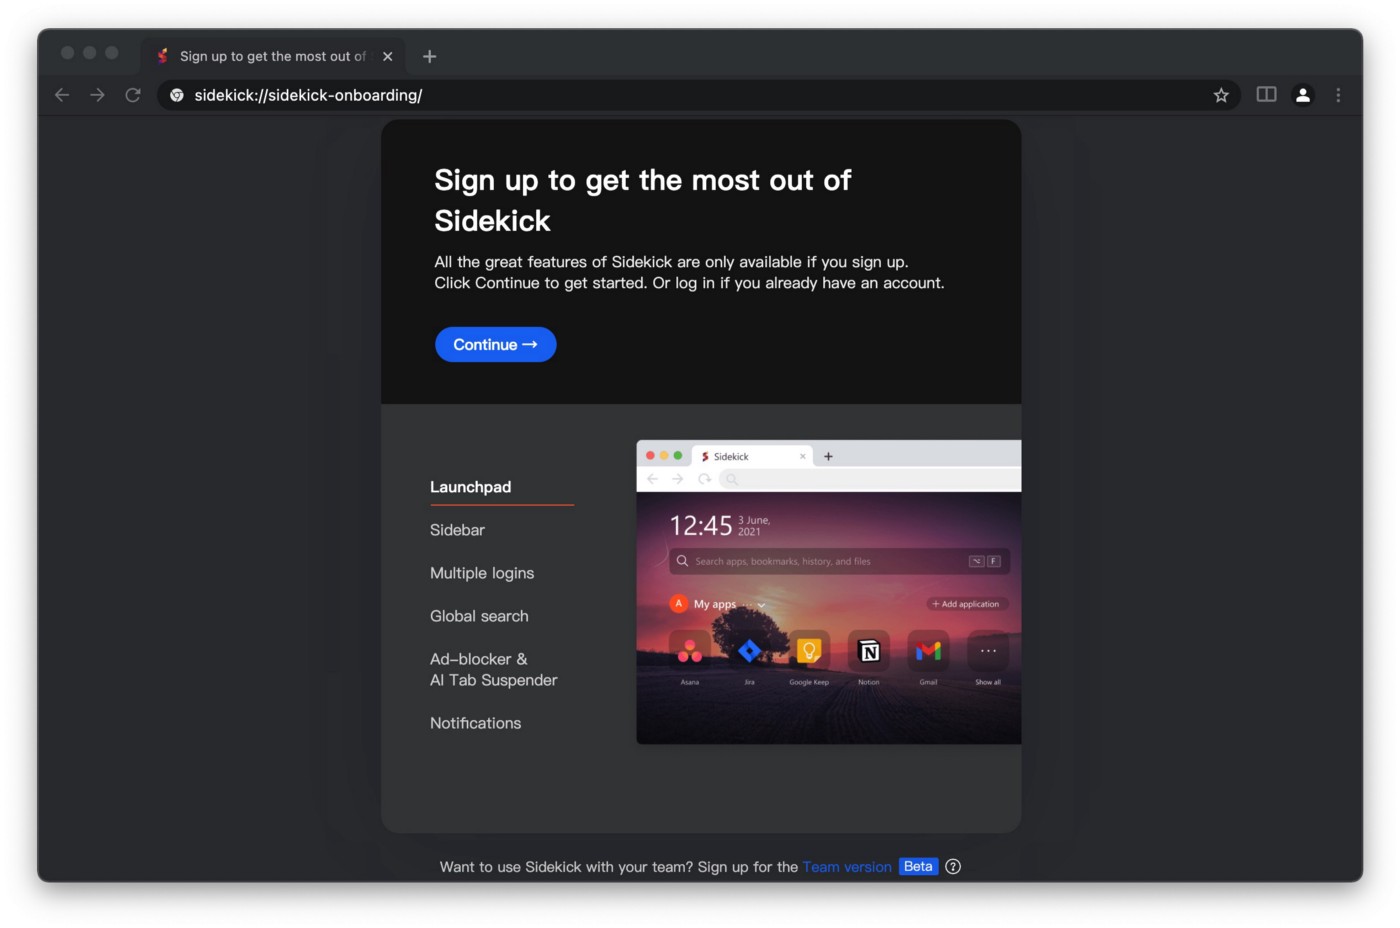 Sign up to get the most out of
sidekick://sidekick-onboarding/
Sign up to get the most out of
Sidekick
All the great features of Sidekick are only available if you sign up.
Click Continue to get started. Or log in if you already have an account.
Continue →
Launchpad
Sidebar
Multiple logins
Global search
Ad-blocker &
AI Tab Suspender
Notifications
Sidekick
12:45 3 June,
2021
Search apps, bookmarks, history, and files ⌥ F
A My apps
+ Add application
Asana Jira Google Keep Notion Gmail Show all
Want to use Sidekick with your team? Sign up for the Team version Beta ?